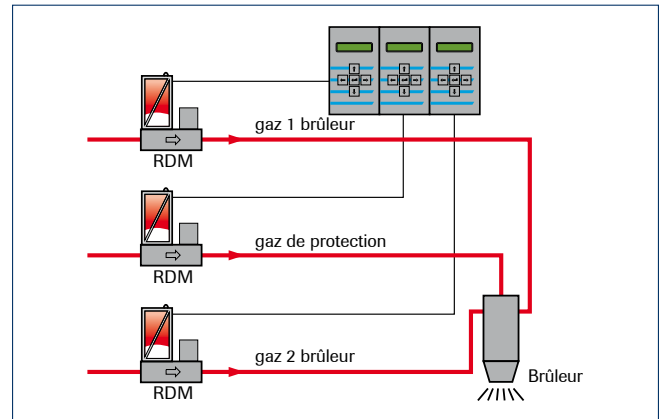 gaz 1 brûleur
RDM
gaz de protection
RDM
gaz 2 brûleur
RDM
Brûleur